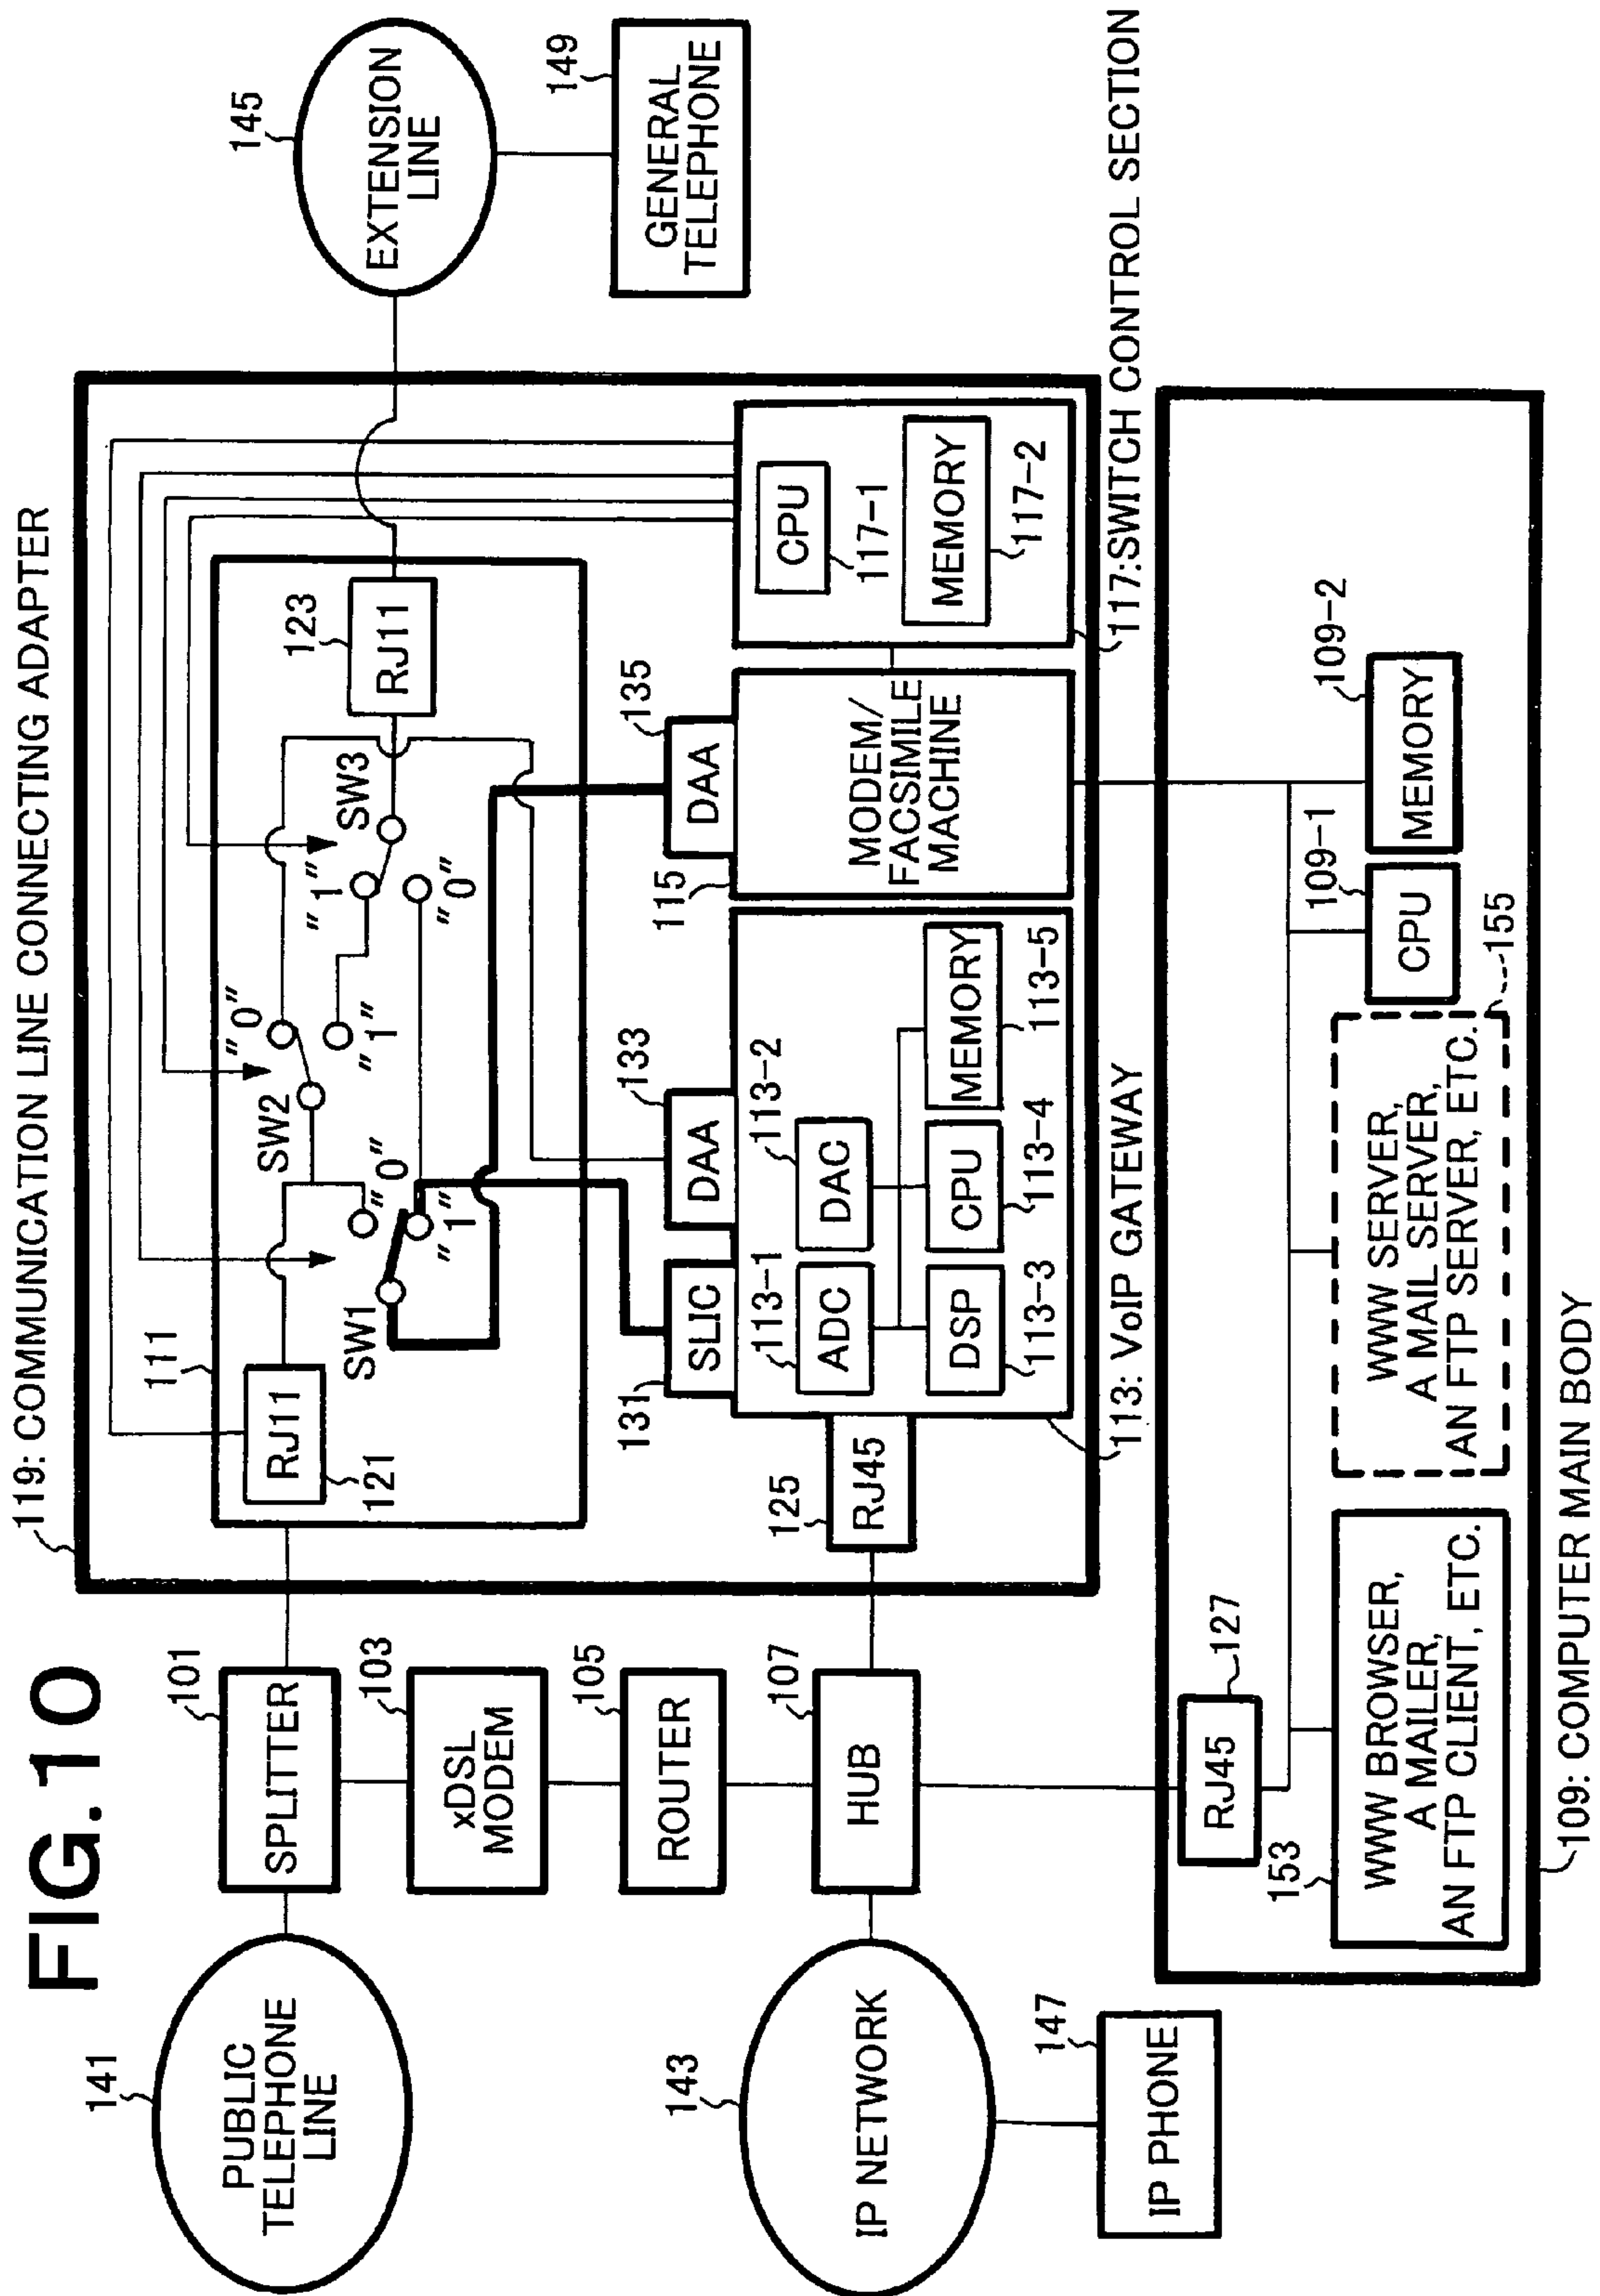 FIG.10
119: COMMUNICATION LINE CONNECTING ADAPTER
141
PUBLIC
TELEPHONE
LINE
101
SPLITTER
103
xDSL
MODEM
105
ROUTER
107
HUB
143
IP NETWORK
147
IP PHONE
111
RJ11
121
SW1
"0"
"1"
SW2
"0"
"1"
SW3
"1"
"0"
123
RJ11
145
EXTENSION
LINE
149
GENERAL
TELEPHONE
131
SLIC
133
DAA
135
DAA
125
RJ45
113-1
ADC
113-2
DAC
DSP
113-3
CPU
113-4
MEMORY
113-5
113: VoIP GATEWAY
115
MODEM/
FACSIMILE
MACHINE
CPU
117-1
MEMORY
117-2
117:SWITCH CONTROL SECTION
RJ45
127
153
WWW BROWSER,
A MAILER,
AN FTP CLIENT, ETC.
WWW SERVER,
A MAIL SERVER,
AN FTP SERVER, ETC.
155
109-1
CPU
109-2
MEMORY
109: COMPUTER MAIN BODY